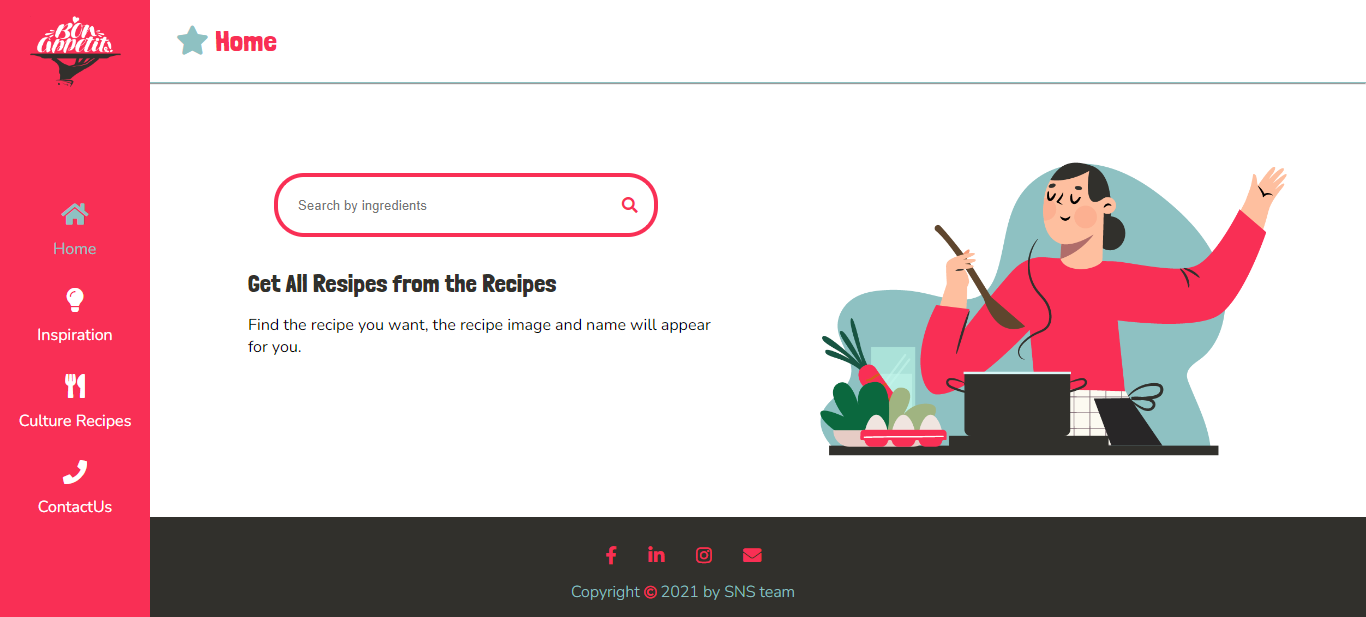 BOn
appetits
Home
Home
Inspiration
Culture Recipes
ContactUs
Search by ingredients
Get All Resipes from the Recipes
Find the recipe you want, the recipe image and name will appear
for you.
Copyright © 2021 by SNS team